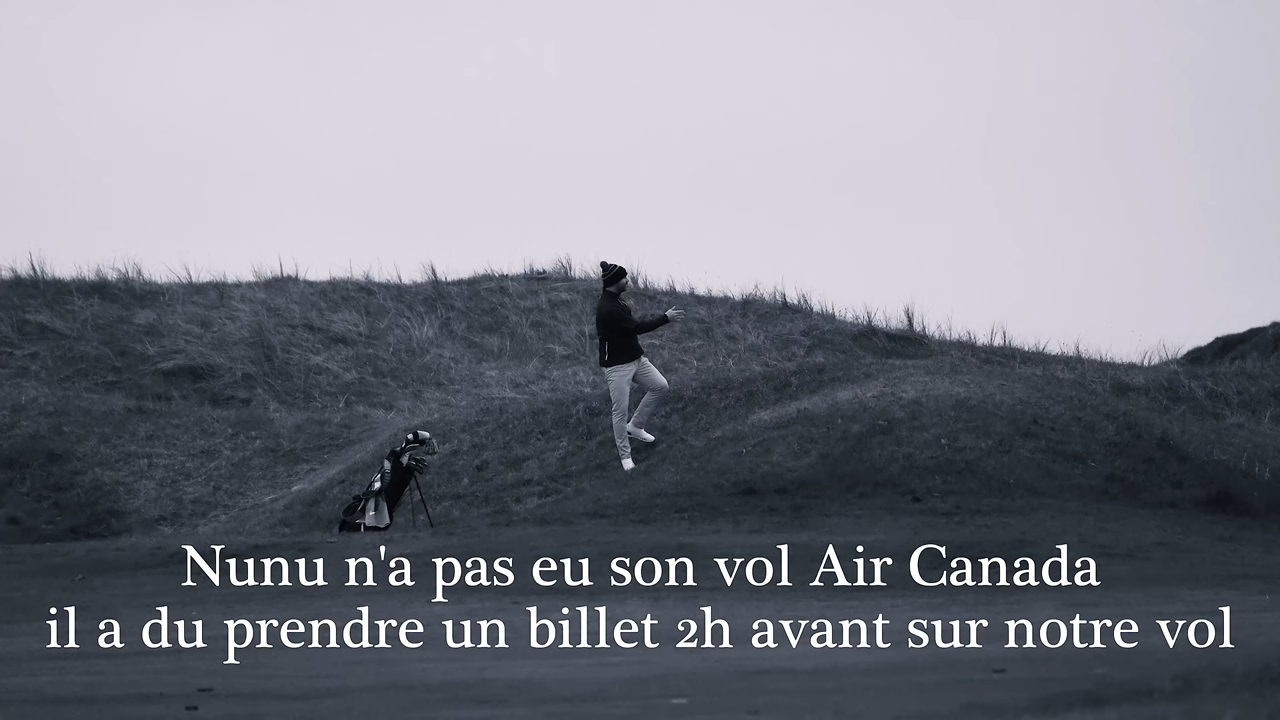 Nunu n'a pas eu son vol Air Canada
il a du prendre un billet 2h avant sur notre vol